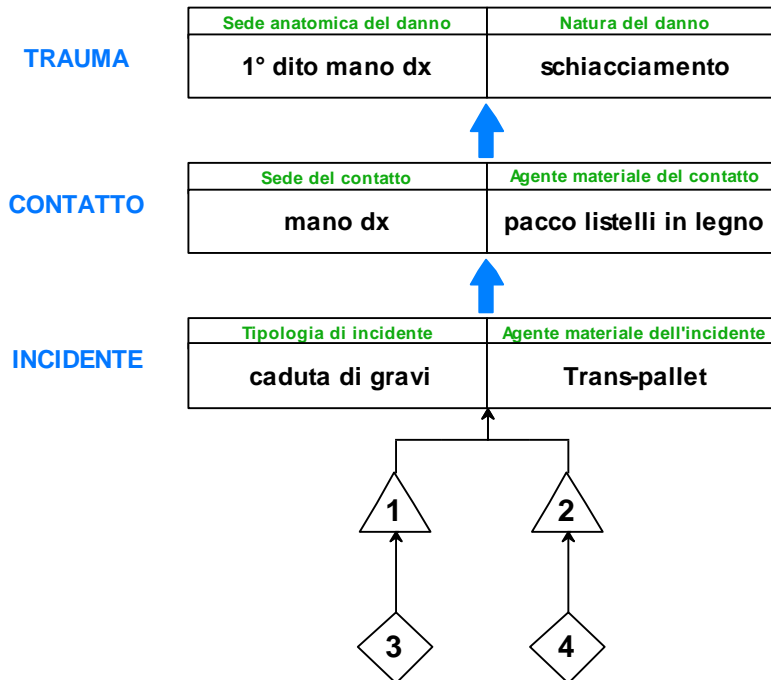 Sede anatomica del danno
Natura del danno
TRAUMA
1° dito mano dx
schiacciamento
Sede del contatto
Agente materiale del contatto
CONTATTO
mano dx
pacco listelli in legno
Tipologia di incidente
Agente materiale dell'incidente
INCIDENTE
caduta di gravi
Trans-pallet
1
2
3
4